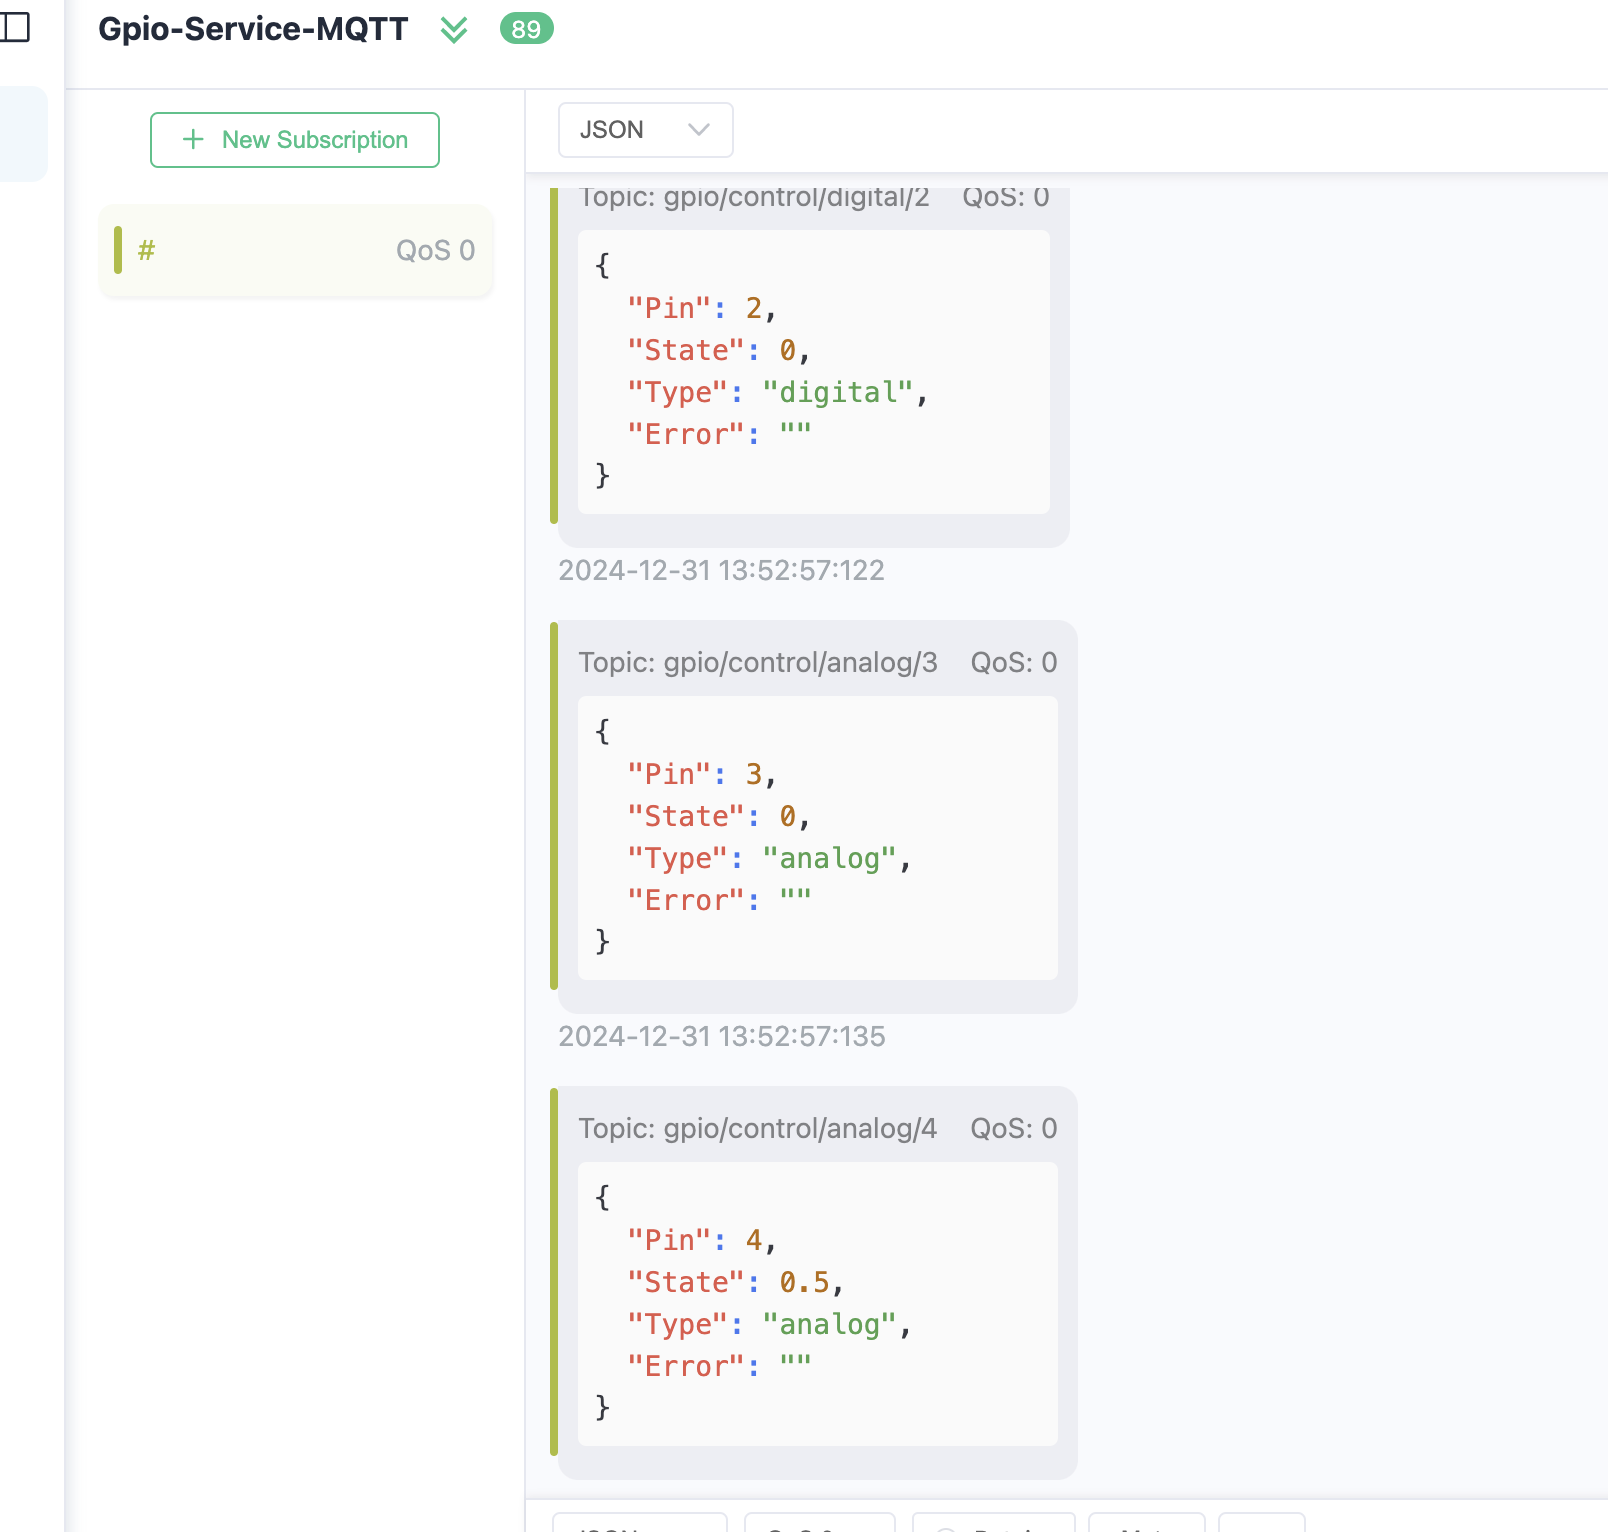 Gpio-Service-MQTT 89
New Subscription
# QoS 0
JSON
Topic: gpio/control/digital/2 QoS: 0
{
"Pin": 2,
"State": 0,
"Type": "digital",
"Error": ""
}
2024-12-31 13:52:57:122
Topic: gpio/control/analog/3 QoS: 0
{
"Pin": 3,
"State": 0,
"Type": "analog",
"Error": ""
}
2024-12-31 13:52:57:135
Topic: gpio/control/analog/4 QoS: 0
{
"Pin": 4,
"State": 0.5,
"Type": "analog",
"Error": ""
}